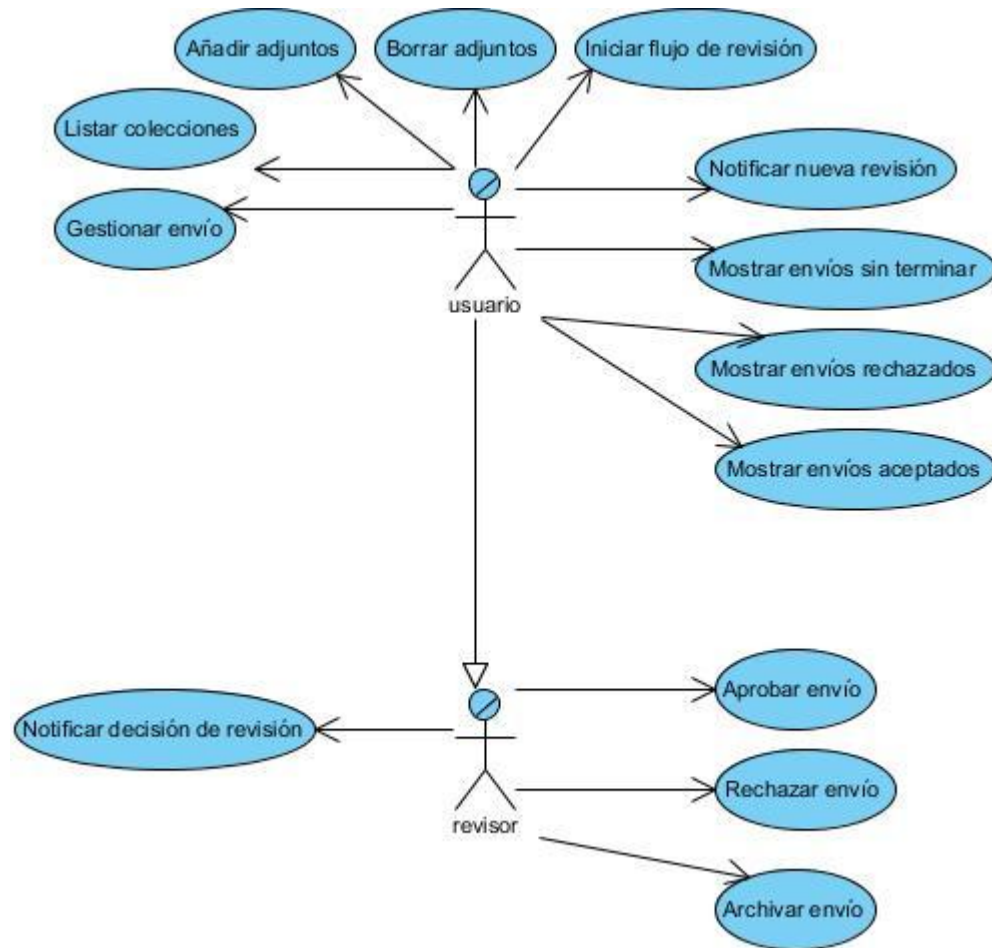 Añadir adjuntos
Borrar adjuntos
Iniciar flujo de revisión
Listar colecciones
Notificar nueva revisión
Gestionar envío
Mostrar envíos sin terminar
usuario
Mostrar envíos rechazados
Mostrar envíos aceptados
Aprobar envío
Notificar decisión de revisión
Rechazar envío
revisor
Archivar envío